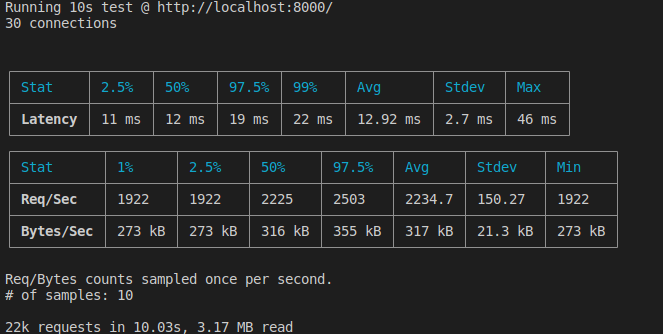 Running 10s test @ http://localhost:8000/
30 connections
Stat 2.5% 50% 97.5% 99% Avg Stdev Max
Latency 11 ms 12 ms 19 ms 22 ms 12.92 ms 2.7 ms 46 ms
Stat 1% 2.5% 50% 97.5% Avg Stdev Min
Req/Sec 1922 1922 2225 2503 2234.7 150.27 1922
Bytes/Sec 273 kB 273 kB 316 kB 355 kB 317 kB 21.3 kB 273 kB
Req/Bytes counts sampled once per second.
# of samples: 10
22k requests in 10.03s, 3.17 MB read